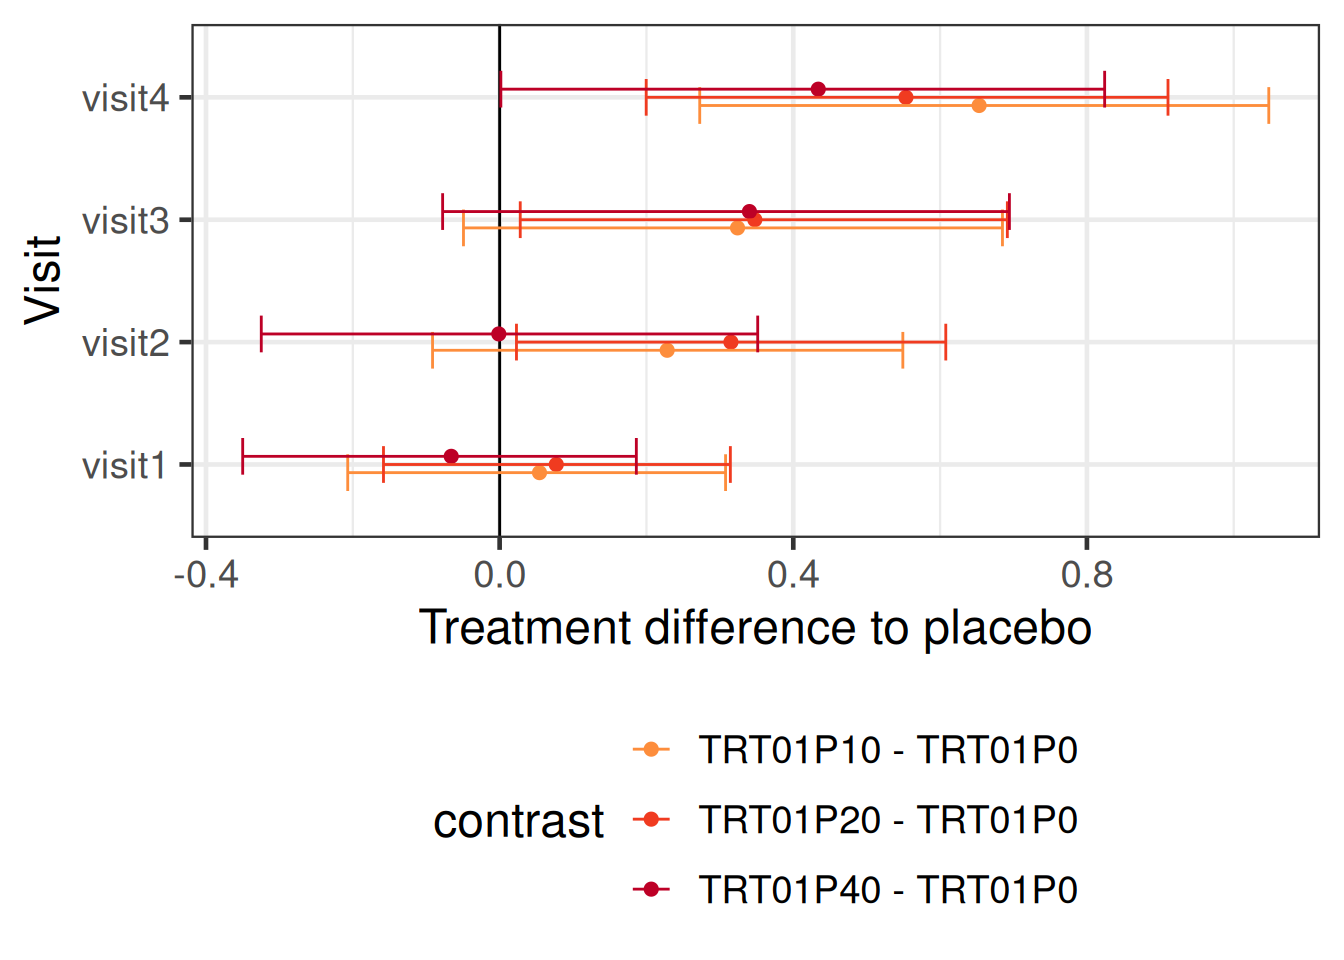 Visit
visit4
visit3
visit2
visit1
-0.4 0.0 0.4 0.8
Treatment difference to placebo
contrast
TRT01P10 - TRT01P0
TRT01P20 - TRT01P0
TRT01P40 - TRT01P0